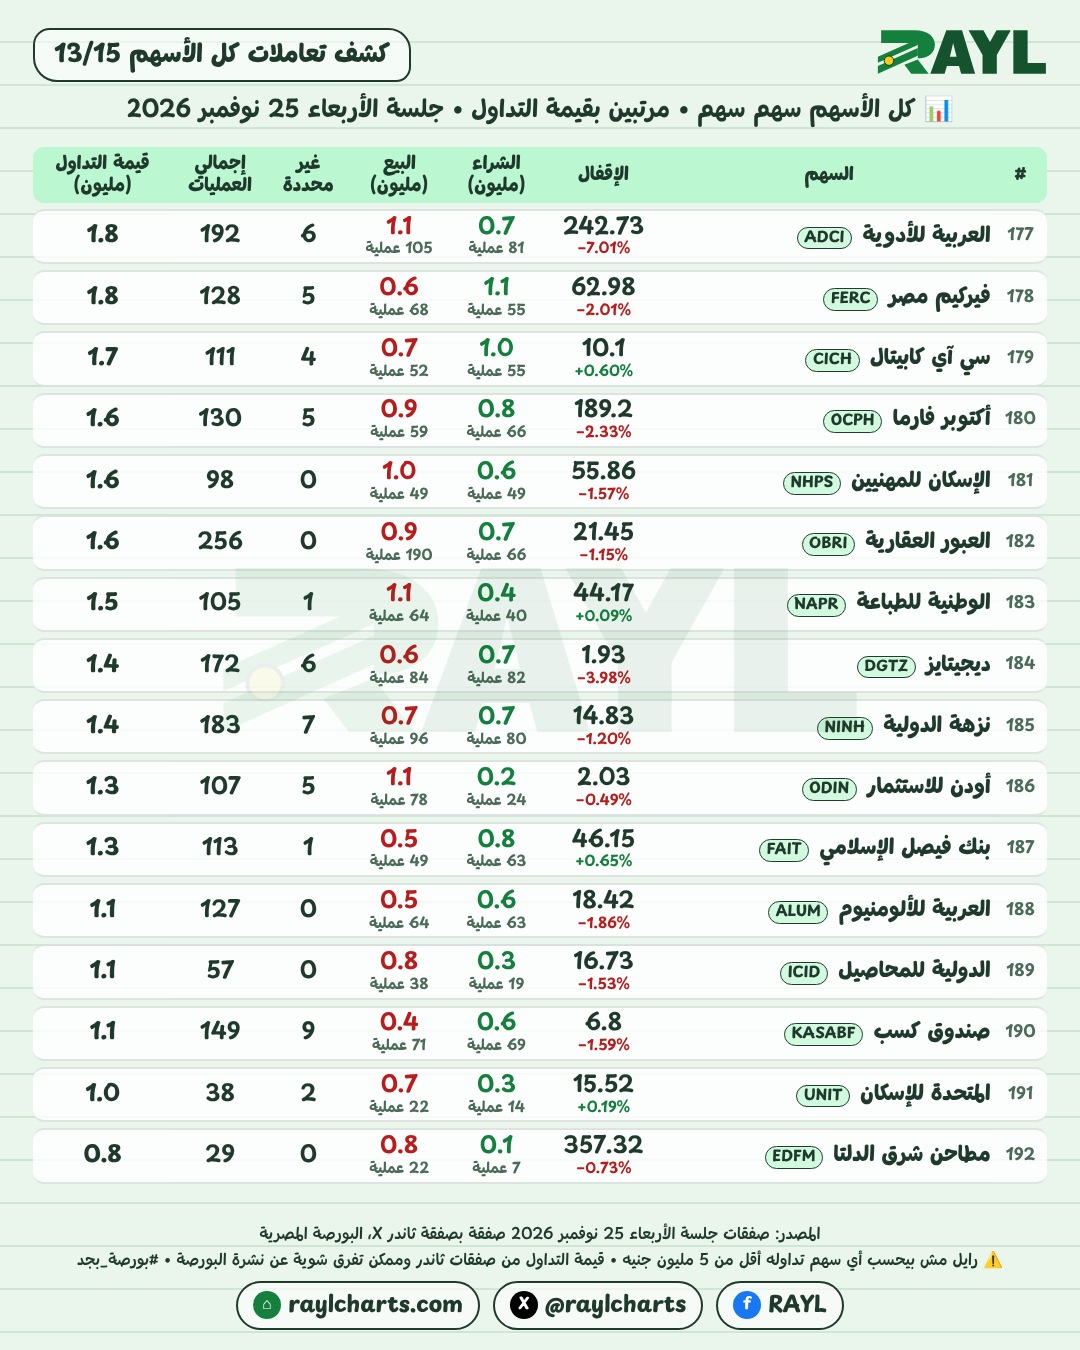 RAYL
كشف تعاملات كل الأسهم 13/15
📊 كل الأسهم سهم سهم • مرتبين بقيمة التداول • جلسة الأربعاء 25 نوفمبر 2026
# السهم الإقفال الشراء (مليون) البيع (مليون) غير محددة إجمالي العمليات قيمة التداول (مليون)
177 العربية للأدوية ADCI 242.73 0.7 1.1 6 192 1.8
−7.01% 81 عملية 105 عملية
178 فيركيم مصر FERC 62.98 1.1 0.6 5 128 1.8
−2.01% 55 عملية 68 عملية
179 سي آي كابيتال CICH 10.1 1.0 0.7 4 111 1.7
+0.60% 55 عملية 52 عملية
180 أكتوبر فارما OCPH 189.2 0.8 0.9 5 130 1.6
−2.33% 66 عملية 59 عملية
181 الإسكان للمهنيين NHPS 55.86 0.6 1.0 0 98 1.6
−1.57% 49 عملية 49 عملية
182 العبور العقارية OBRI 21.45 0.7 0.9 0 256 1.6
−1.15% 66 عملية 190 عملية
183 الوطنية للطباعة NAPR 44.17 0.4 1.1 1 105 1.5
+0.09% 40 عملية 64 عملية
184 ديجيتايز DGTZ 1.93 0.7 0.6 6 172 1.4
−3.98% 82 عملية 84 عملية
185 نزهة الدولية NINH 14.83 0.7 0.7 7 183 1.4
−1.20% 80 عملية 96 عملية
186 أودن للاستثمار ODIN 2.03 0.2 1.1 5 107 1.3
−0.49% 24 عملية 78 عملية
187 بنك فيصل الإسلامي FAIT 46.15 0.8 0.5 1 113 1.3
+0.65% 63 عملية 49 عملية
188 العربية للألومنيوم ALUM 18.42 0.6 0.5 0 127 1.1
−1.86% 63 عملية 64 عملية
189 الدولية للمحاصيل ICID 16.73 0.3 0.8 0 57 1.1
−1.53% 19 عملية 38 عملية
190 صندوق كسب KASABF 6.8 0.6 0.4 9 149 1.1
−1.59% 69 عملية 71 عملية
191 المتحدة للإسكان UNIT 15.52 0.3 0.7 2 38 1.0
+0.19% 14 عملية 22 عملية
192 مطاحن شرق الدلتا EDFM 357.32 0.1 0.8 0 29 0.8
−0.73% 7 عملية 22 عملية
المصدر: صفقات جلسة الأربعاء 25 نوفمبر 2026 صفقة بصفقة ثاندر X، البورصة المصرية
⚠️ رايل مش بيحسب أي سهم تداوله أقل من 5 مليون جنيه • قيمة التداول من صفقات ثاندر وممكن تفرق شوية عن نشرة البورصة • #بورصة_بجد
raylcharts.com X @raylcharts f RAYL